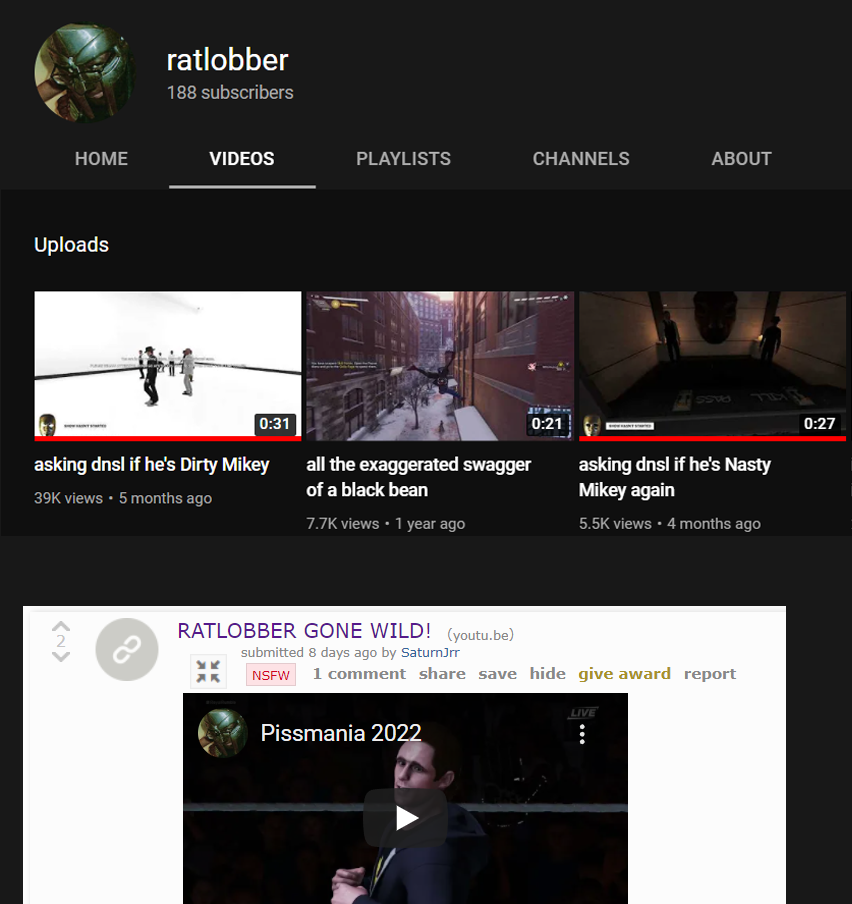 ratlobber
188 subscribers
HOME VIDEOS PLAYLISTS CHANNELS ABOUT
Uploads
0:31
0:21
0:27
asking dnsl if he's Dirty Mikey
39K views • 5 months ago
all the exaggerated swagger
of a black bean
7.7K views • 1 year ago
asking dnsl if he's Nasty
Mikey again
5.5K views • 4 months ago
2
RATLOBBER GONE WILD! (youtu.be)
submitted 8 days ago by SaturnJrr
NSFW 1 comment share save hide give award report
LIVE
Pissmania 2022